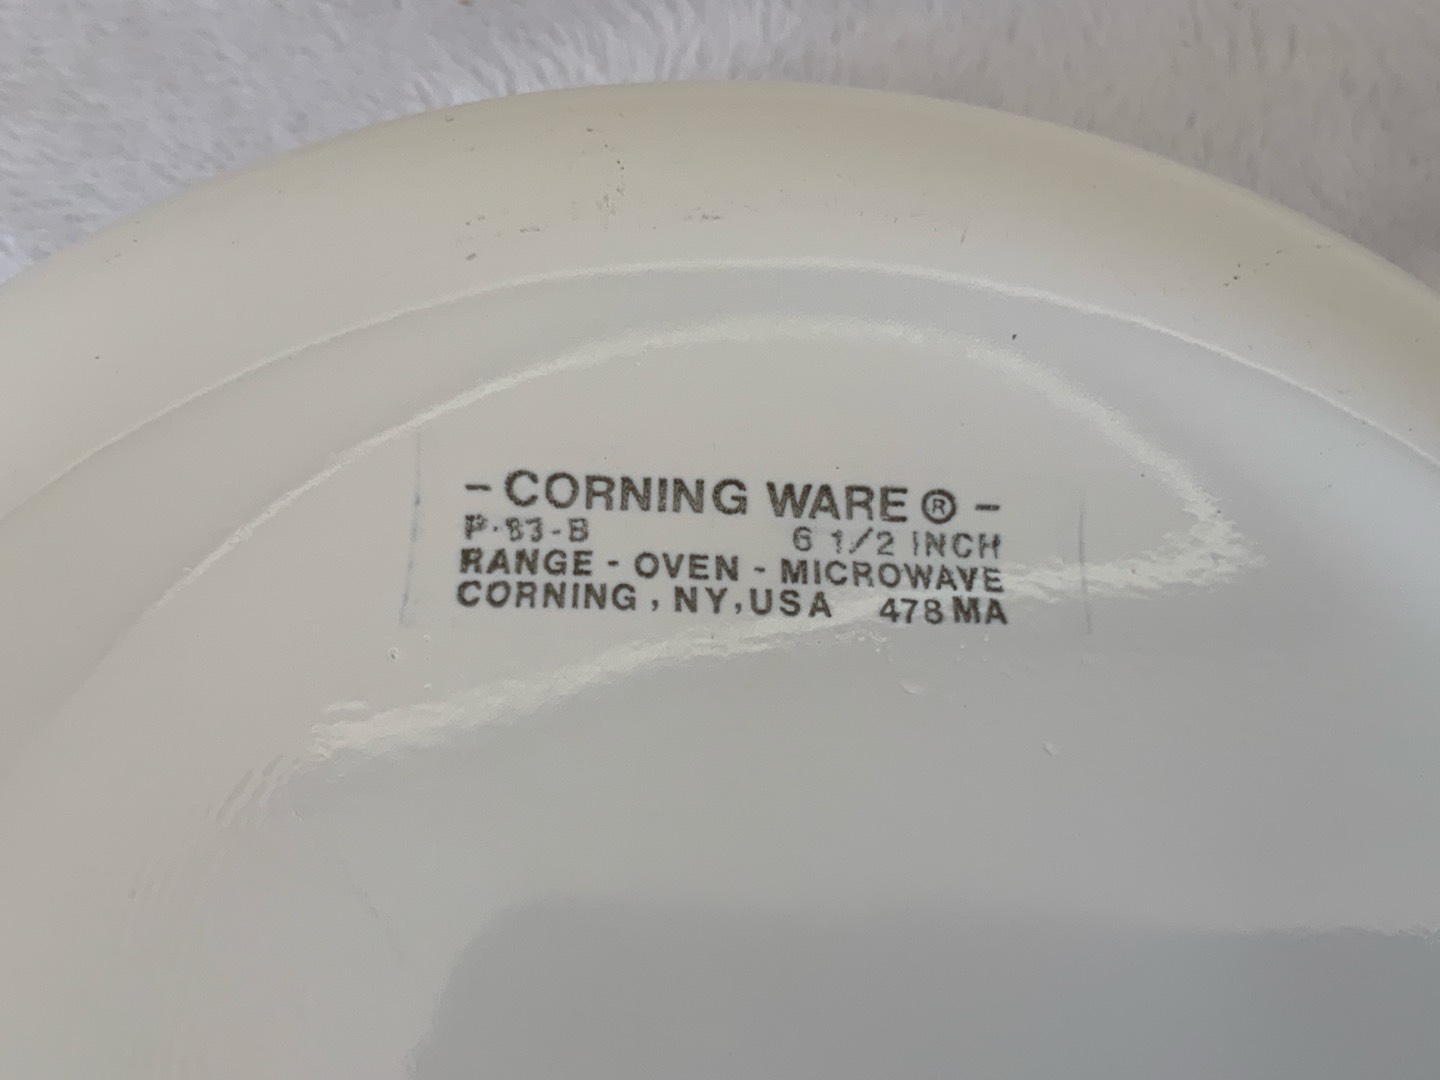 - CORNING WARE ® -
P-83-B 6 1/2 INCH
RANGE - OVEN - MICROWAVE
CORNING, NY, USA 478 MA